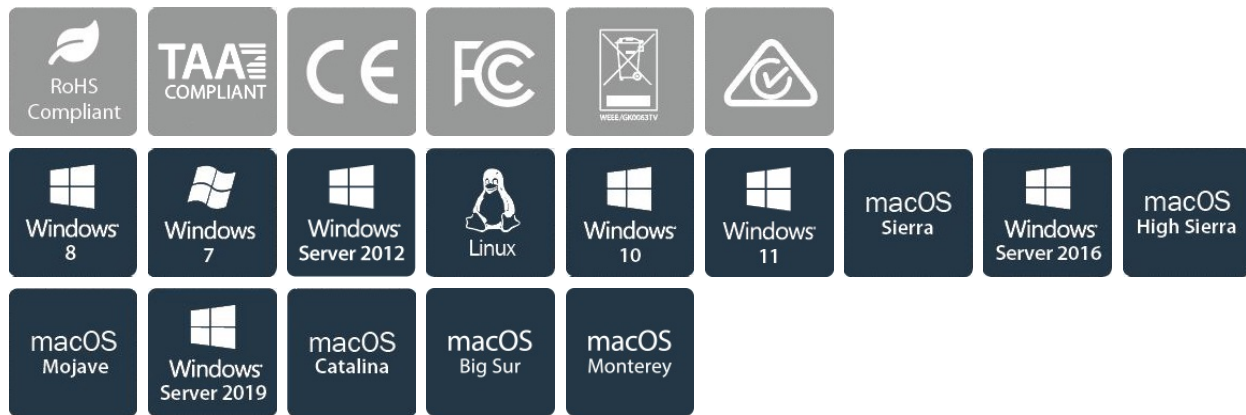 RoHS
Compliant
TAA
COMPLIANT
CE
FC
WEEE/GK0063TV
Windows
8
Windows
7
Windows
Server 2012
Linux
Windows
10
Windows
11
macOS
Sierra
Windows
Server 2016
macOS
High Sierra
macOS
Mojave
Windows
Server 2019
macOS
Catalina
macOS
Big Sur
macOS
Monterey